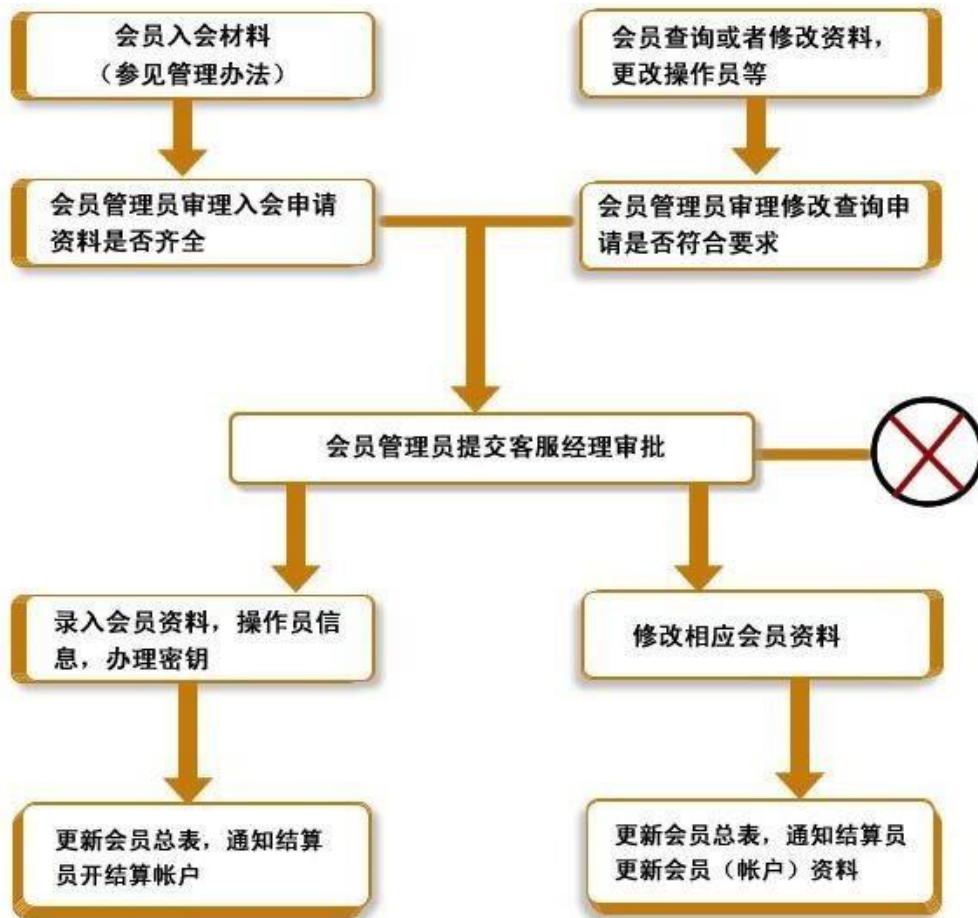 会员入会材料
（参见管理办法）
会员查询或者修改资料，
更改操作员等
会员管理员审理入会申请
资料是否齐全
会员管理员审理修改查询申
请是否符合要求
会员管理员提交客服经理审批
录入会员资料，操作员信
息，办理密钥
修改相应会员资料
更新会员总表，通知结算
员开结算帐户
更新会员总表，通知结算员
更新会员（帐户）资料